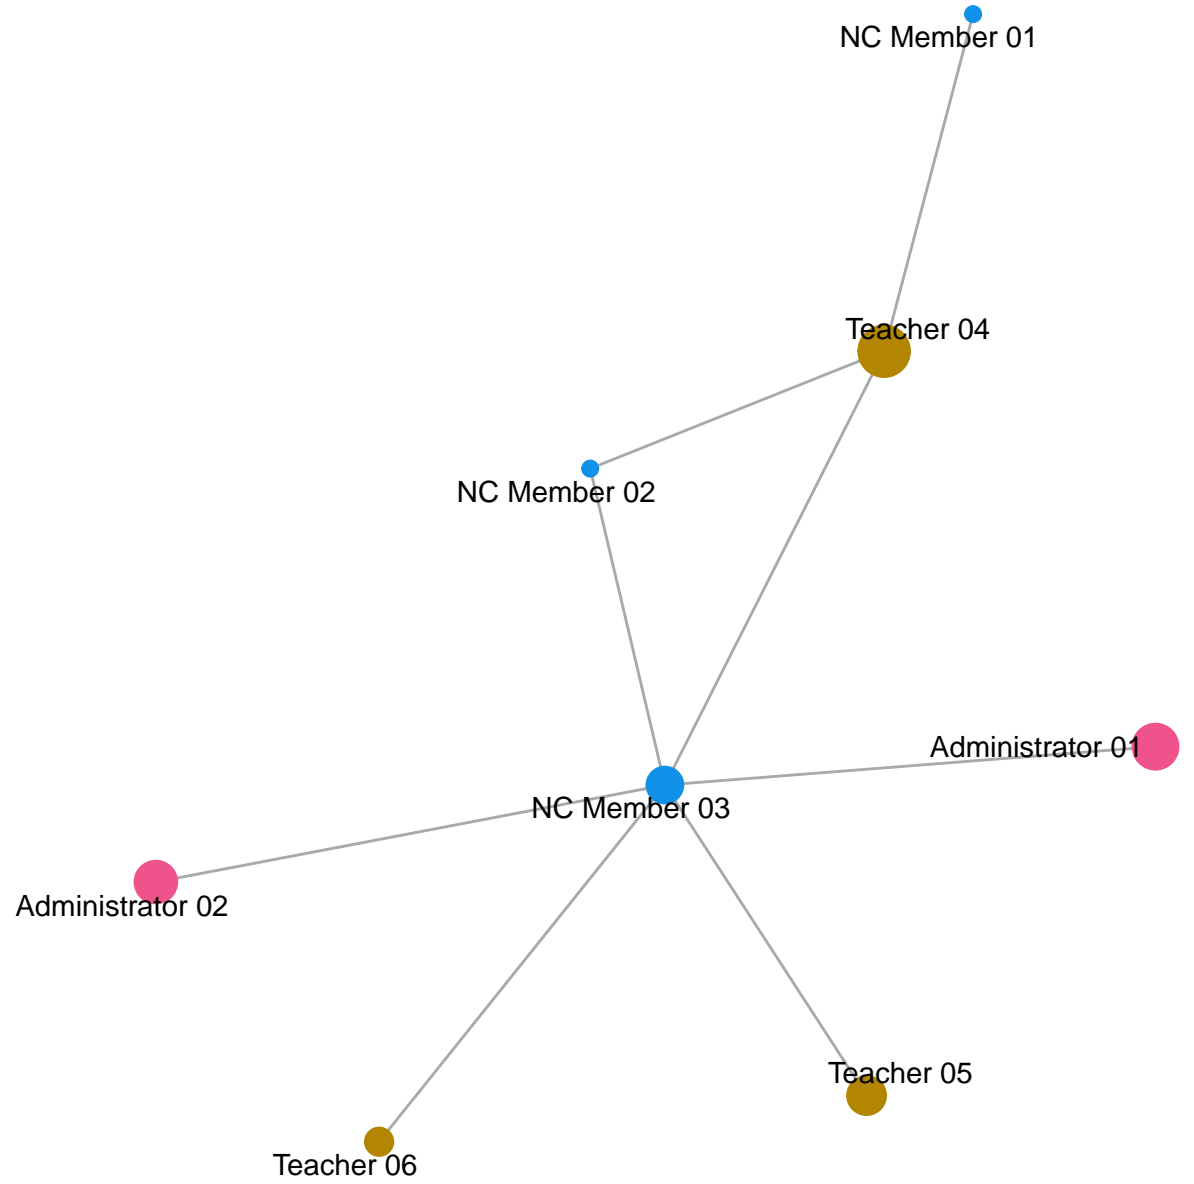 NC Member 01
Teacher 04
NC Member 02
Administrator 01
NC Member 03
Administrator 02
Teacher 05
Teacher 06